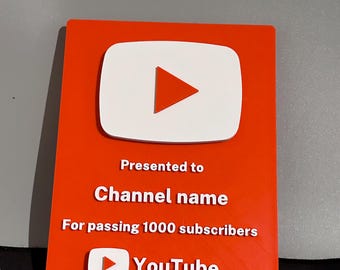 Presented to
Channel name
For passing 1000 subscribers
YouTube